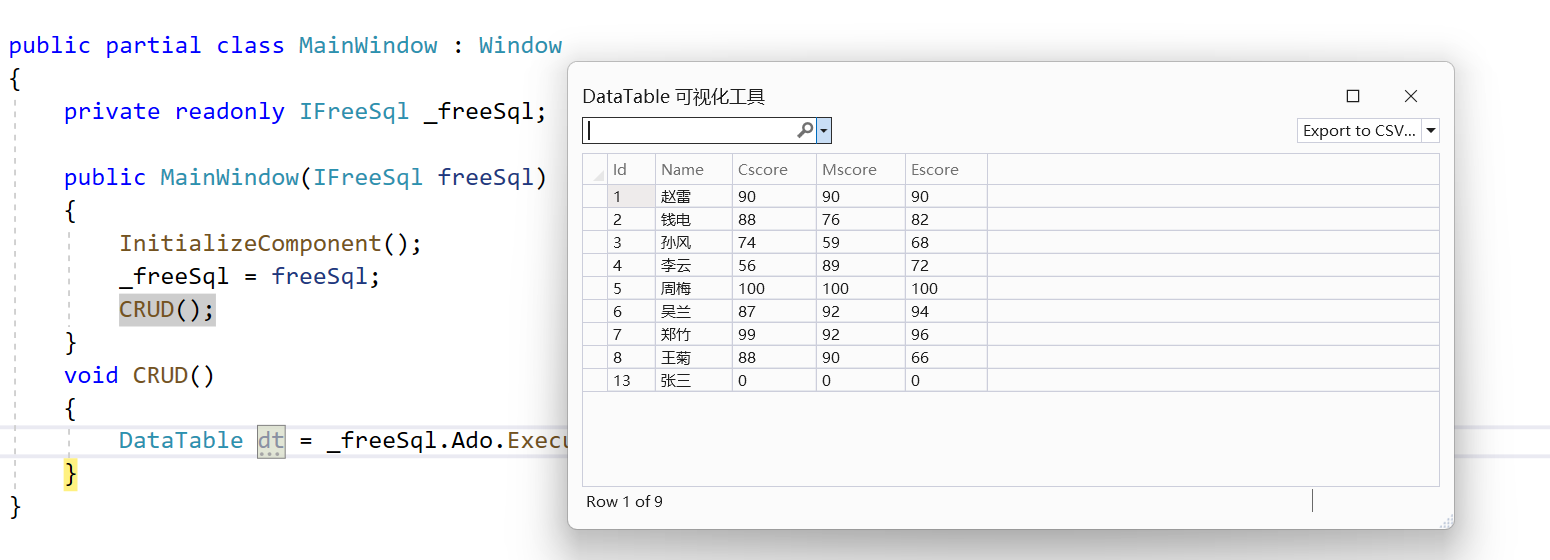 public partial class MainWindow : Window
{
private readonly IFreeSql _freeSql;
public MainWindow(IFreeSql freeSql)
{
InitializeComponent();
_freeSql = freeSql;
CRUD();
}
void CRUD()
{
DataTable dt = _freeSql.Ado.Execu
}
}
DataTable 可视化工具
Export to CSV...
Id Name Cscore Mscore Escore
1 赵雷 90 90 90
2 钱电 88 76 82
3 孙风 74 59 68
4 李云 56 89 72
5 周梅 100 100 100
6 吴兰 87 92 94
7 郑竹 99 92 96
8 王菊 88 90 66
13 张三 0 0 0
Row 1 of 9